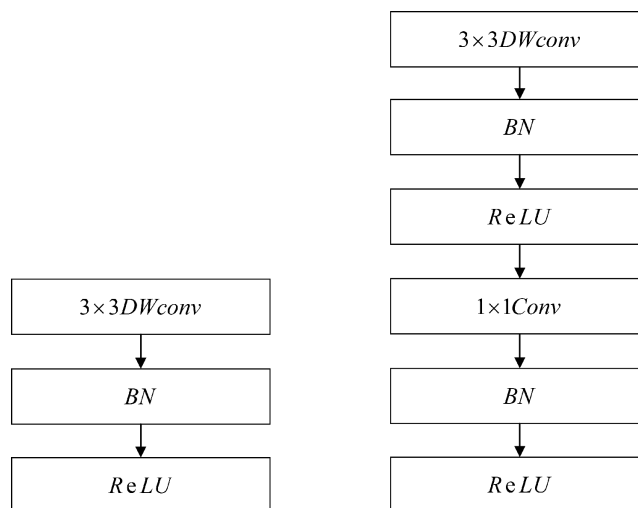 3×3DWconv
BN
ReLU
3×3DWconv
BN
ReLU
1×1Conv
BN
ReLU